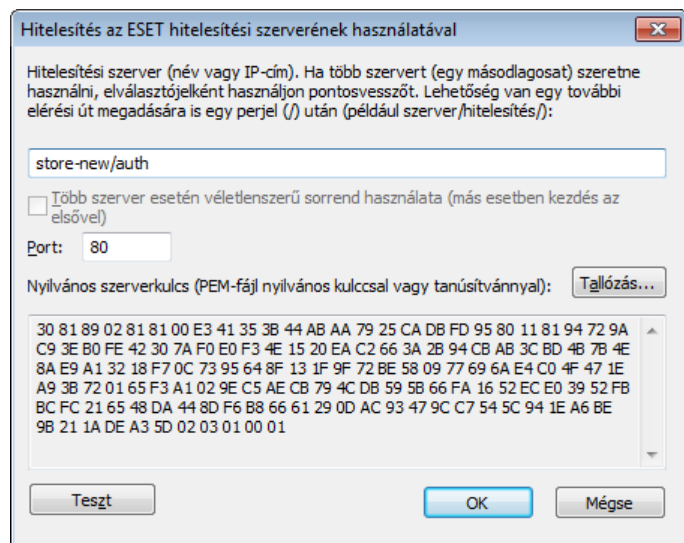 Hitelesítés az ESET hitelesítési szerverének használatával
Hitelesítési szerver (név vagy IP-cím). Ha több szervert (egy másodlagosat) szeretne
használni, elválasztójelként használjon pontosvesszőt. Lehetőség van egy további
elérési út megadására is egy perjel (/) után (például szerver/hitelesítés/):
store-new/auth
Több szerver esetén véletlenszerű sorrend használata (más esetben kezdés az
elsővel)
Port: 80
Nyilvános szerverkulcs (PEM-fájl nyilvános kulccsal vagy tanúsítvánnyal): Tallózás...
30 81 89 02 81 81 00 E3 41 35 3B 44 AB AA 79 25 CA DB FD 95 80 11 81 94 72 9A
C9 3E B0 FE 42 30 7A F0 E0 F3 4E 15 20 EA C2 66 3A 2B 94 CB AB 3C BD 4B 7B 4E
8A E9 A1 32 18 F7 0C 73 95 64 8F 13 1F 9F 72 BE 58 09 77 69 6A E4 C0 4F 47 1E
A9 3B 72 01 65 F3 A1 02 9E C5 AE CB 79 4C DB 59 5B 66 FA 16 52 EC E0 39 52 FB
BC FC 21 65 48 DA 44 8D F6 B8 66 61 29 0D AC 93 47 9C C7 54 5C 94 1E A6 BE
9B 21 1A DE A3 5D 02 03 01 00 01
Teszt OK Mégse